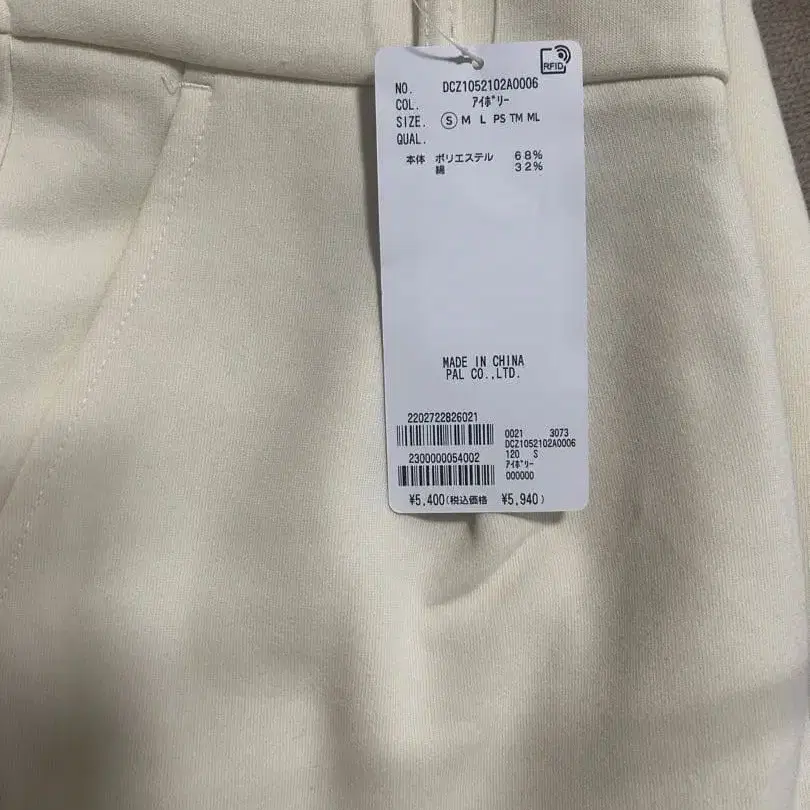 RFID
NO. DCZ1052102A0006
COL. ｱｲﾎﾞﾘｰ
SIZE. Ⓢ M L PS TM ML
QUAL.
本体 ポリエステル 68%
綿 32%
MADE IN CHINA
PAL CO.,LTD.
2202722826021
2300000054002
0021 3073
DCZ1052102A0006
120 S
ｱｲﾎﾞﾘｰ
000000
¥5,400(税込価格 ¥5,940)